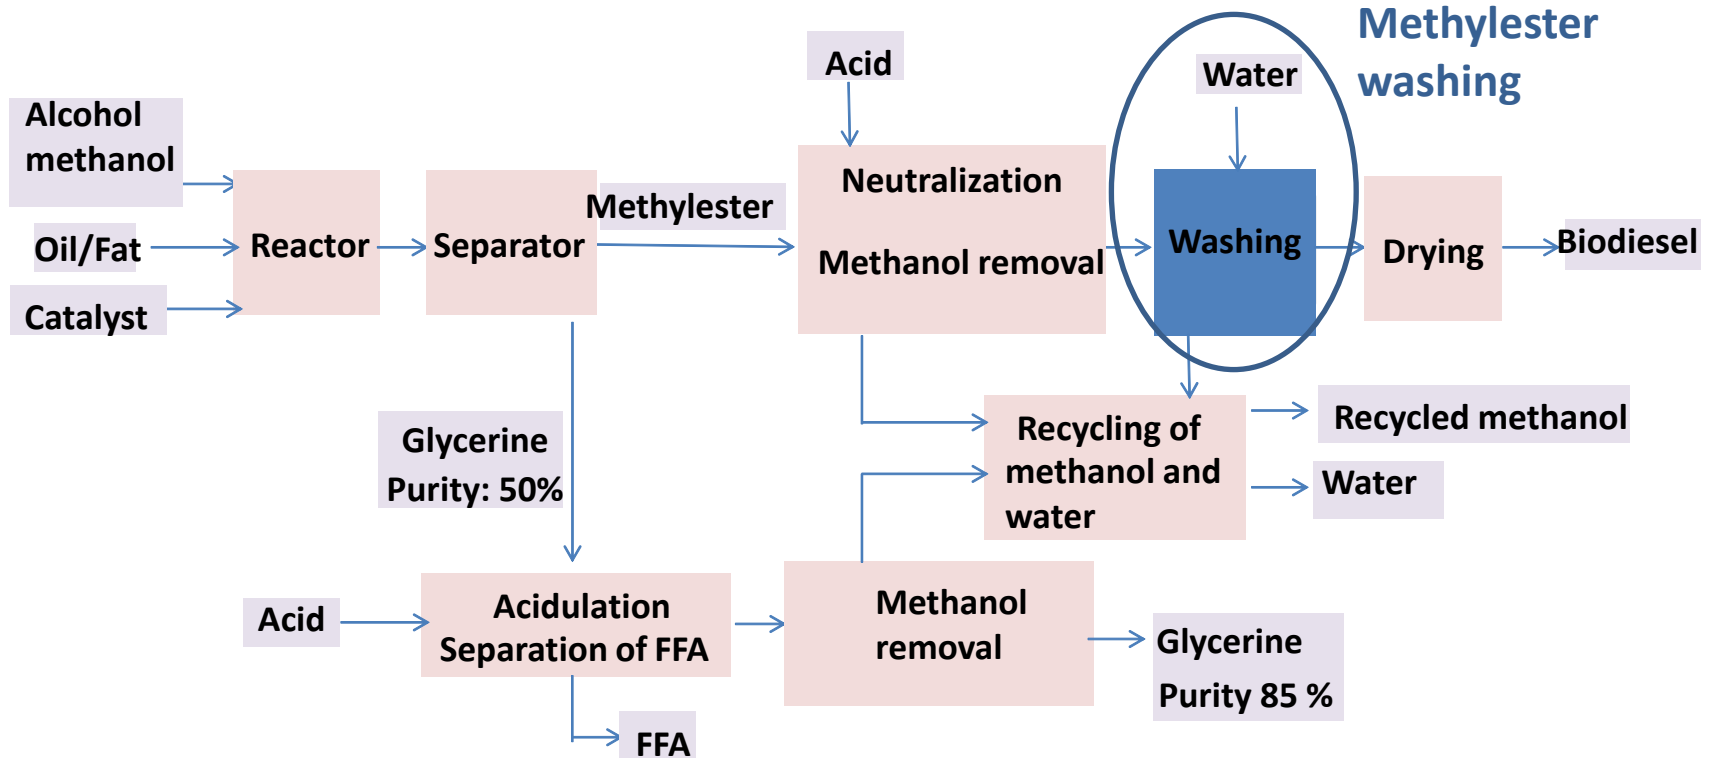 Methylester
washing
Acid
Water
Alcohol
methanol
Oil/Fat
Catalyst
Reactor
Separator
Methylester
Neutralization
Methanol removal
Washing
Drying
Biodiesel
Glycerine
Purity: 50%
Recycling of
methanol and
water
Recycled methanol
Water
Acid
Acidulation
Separation of FFA
Methanol
removal
Glycerine
Purity 85 %
FFA